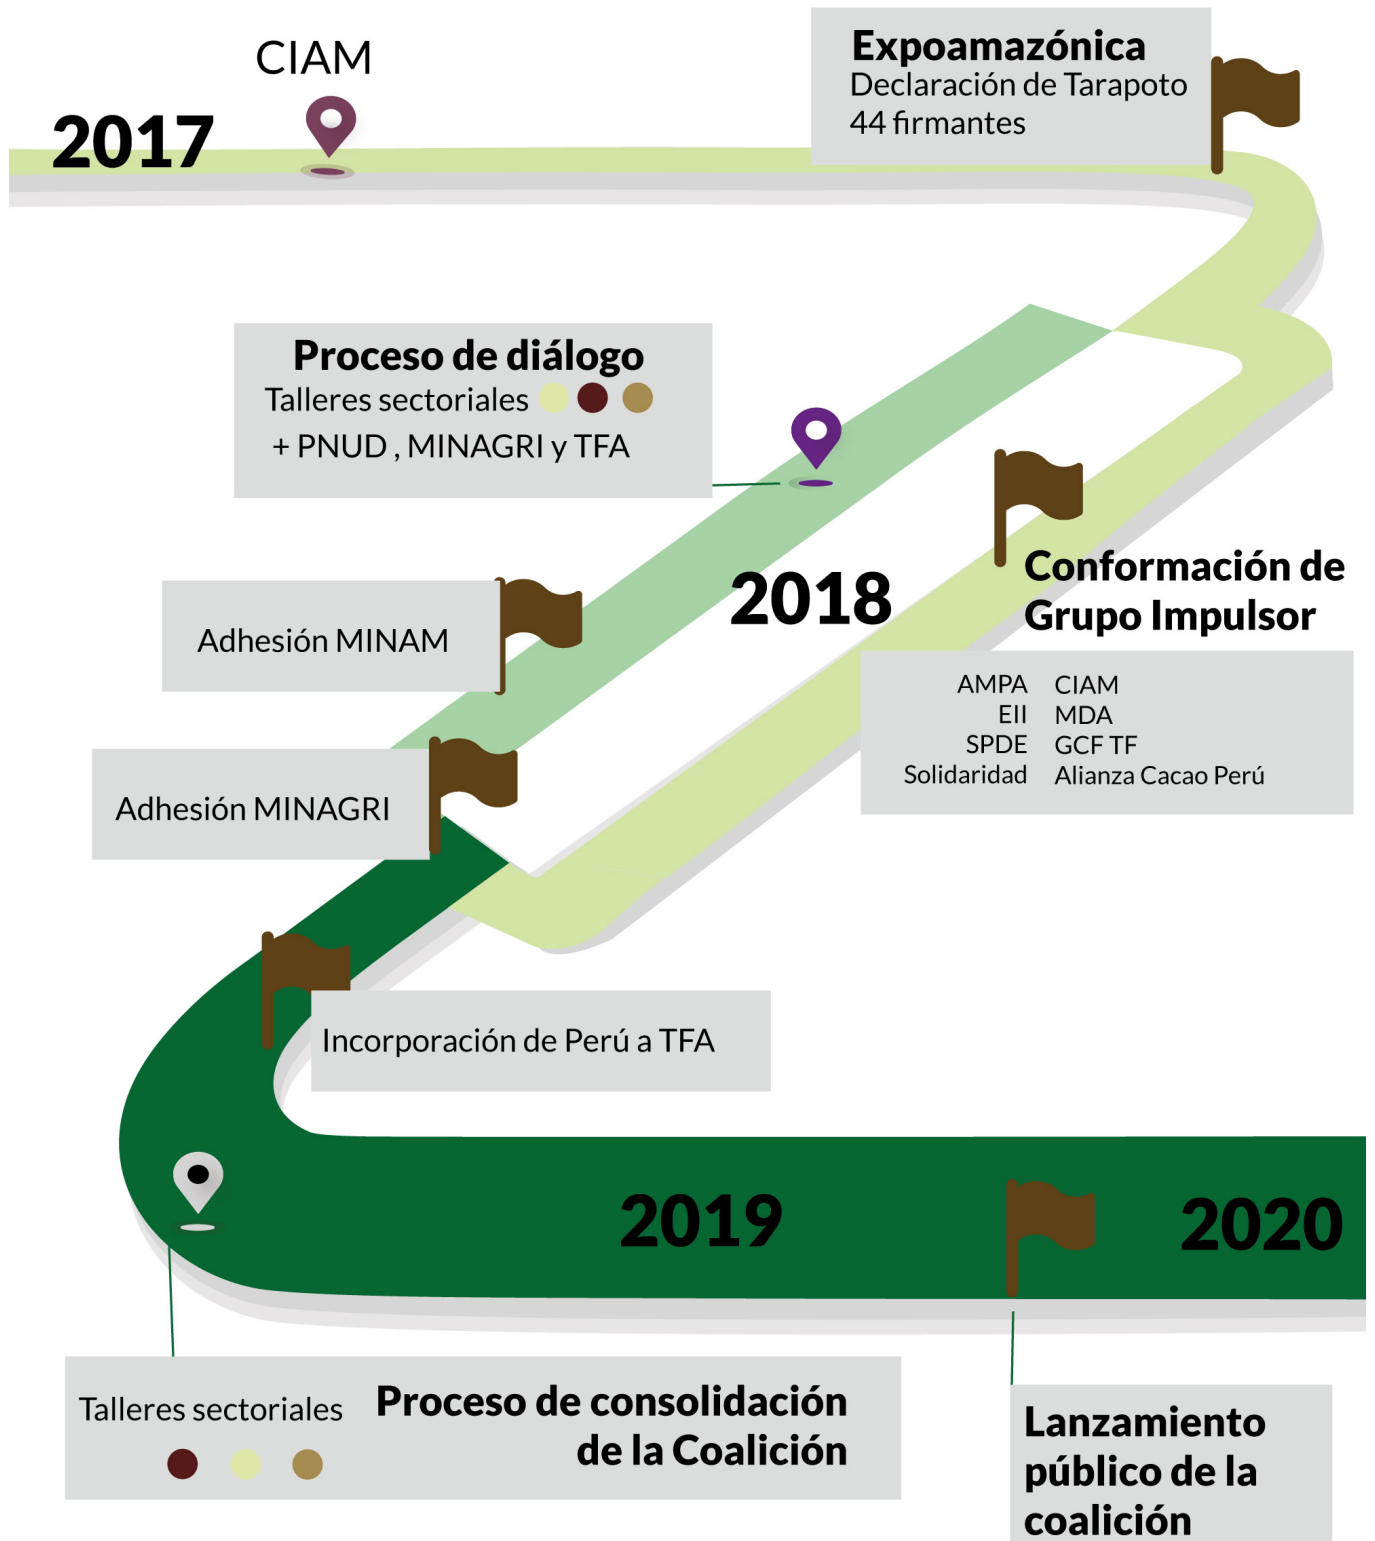 CIAM
2017
Expoamazónica
Declaración de Tarapoto
44 firmantes
Proceso de diálogo
Talleres sectoriales
+ PNUD , MINAGRI y TFA
2018
Conformación de
Grupo Impulsor
AMPA CIAM
EII MDA
SPDE GCF TF
Solidaridad Alianza Cacao Perú
Adhesión MINAM
Adhesión MINAGRI
Incorporación de Perú a TFA
2019
2020
Talleres sectoriales
Proceso de consolidación
de la Coalición
Lanzamiento
público de la
coalición